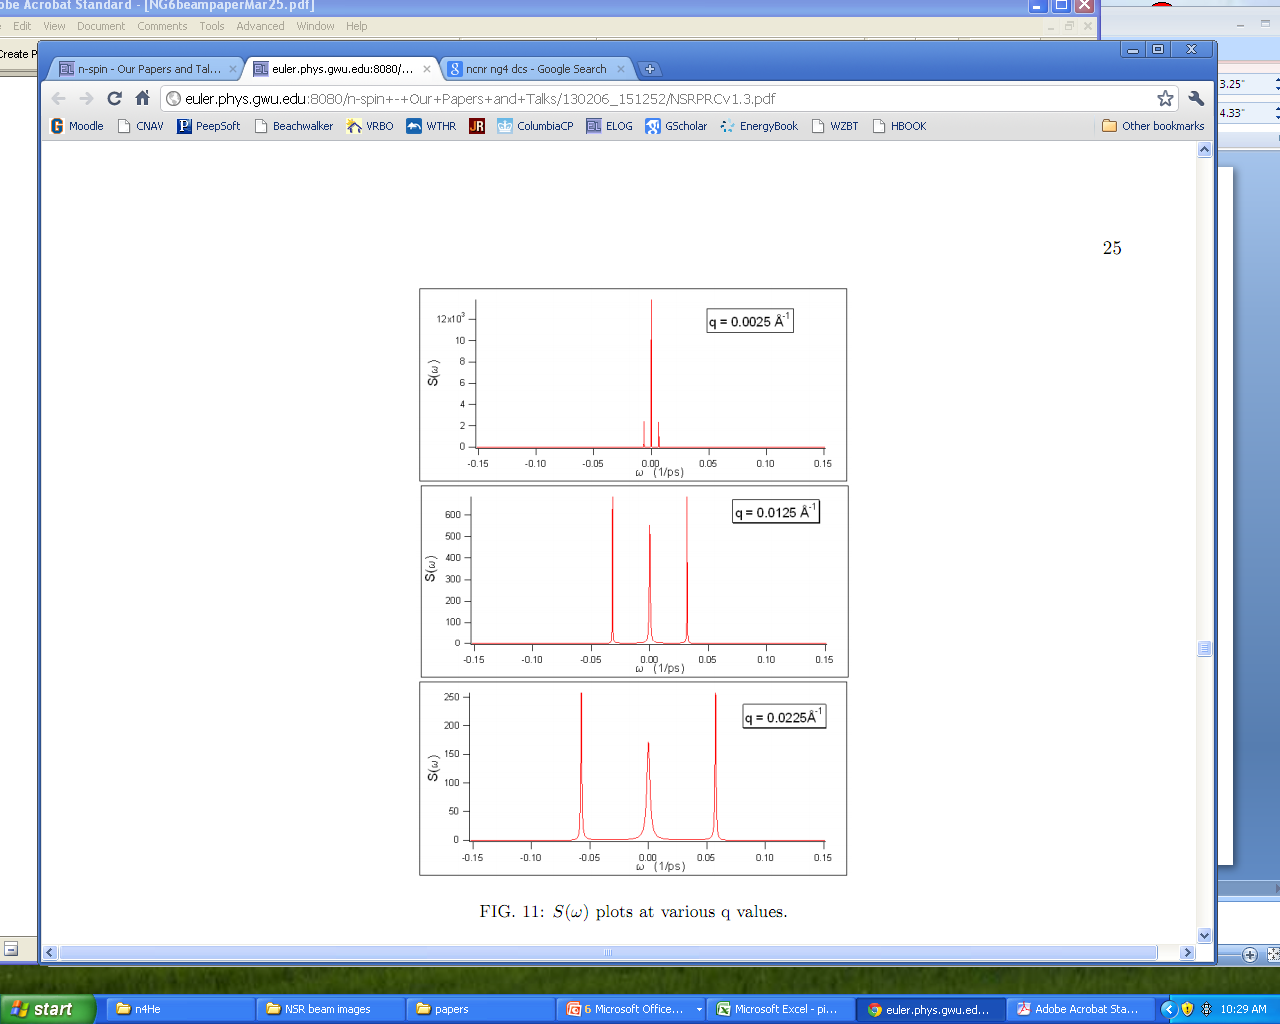 obe Acrobat Standard - [NG6beampaperMar25.pdf]
Edit View Document Comments Tools Advanced Window Help
Create P
n-spin - Our Papers and Tal...
euler.phys.gwu.edu:8080/...
ncnr ng4 dcs - Google Search
euler.phys.gwu.edu:8080/n-spin+-+Our+Papers+and+Talks/130206_151252/NSRPRCv1.3.pdf
3.25"
4.33"
Moodle CNAV PeepSoft Beachwalker VRBO WTHR JR ColumbiaCP ELOG GScholar EnergyBook WZBT HBOOK Other bookmarks
25
q = 0.0025 Å⁻¹
12x10³
10
8
6
4
2
0
S(ω)
-0.15 -0.10 -0.05 0.00 0.05 0.10 0.15
ω (1/ps)
q = 0.0125 Å⁻¹
600
500
400
300
200
100
0
S(ω)
-0.15 -0.10 -0.05 0.00 0.05 0.10 0.15
ω (1/ps)
q = 0.0225Å⁻¹
250
200
150
100
50
0
S(ω)
-0.15 -0.10 -0.05 0.00 0.05 0.10 0.15
ω (1/ps)
FIG. 11: S(ω) plots at various q values.
start n4He NSR beam images papers 6 Microsoft Office... Microsoft Excel - pi... euler.phys.gwu.ed... Adobe Acrobat Sta... 10:29 AM